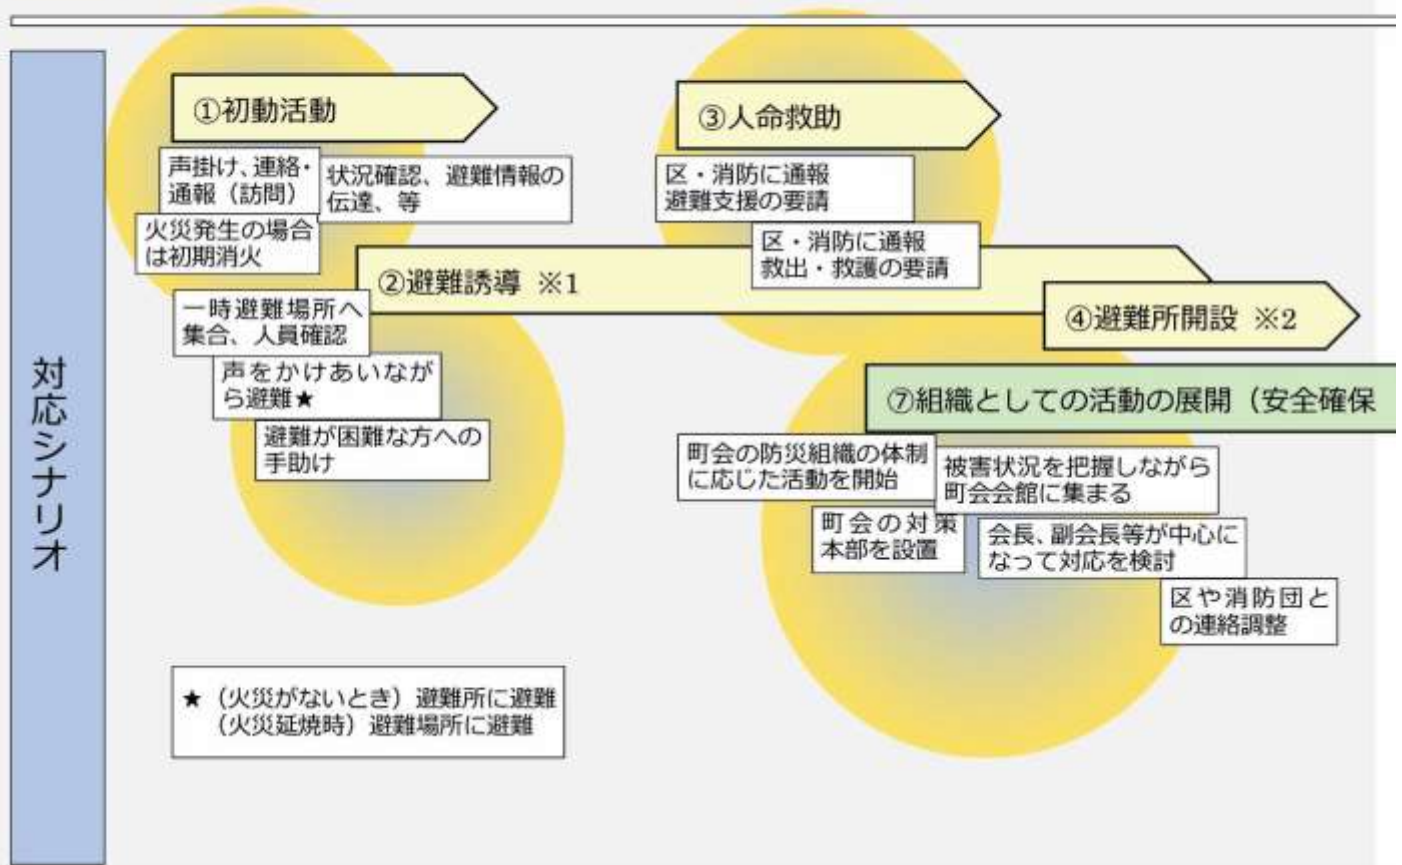 対応シナリオ
①初動活動
声掛け、連絡・
通報（訪問）
状況確認、避難情報の
伝達、等
火災発生の場合
は初期消火
②避難誘導 ※1
一時避難場所へ
集合、人員確認
声をかけあいなが
ら避難★
避難が困難な方への
手助け
③人命救助
区・消防に通報
避難支援の要請
区・消防に通報
救出・救護の要請
④避難所開設 ※2
⑦組織としての活動の展開（安全確保
町会の防災組織の体制
に応じた活動を開始
被害状況を把握しながら
町会会館に集まる
町会の対策
本部を設置
会長、副会長等が中心に
なって対応を検討
区や消防団と
の連絡調整
★（火災がないとき）避難所に避難
（火災延焼時）避難場所に避難